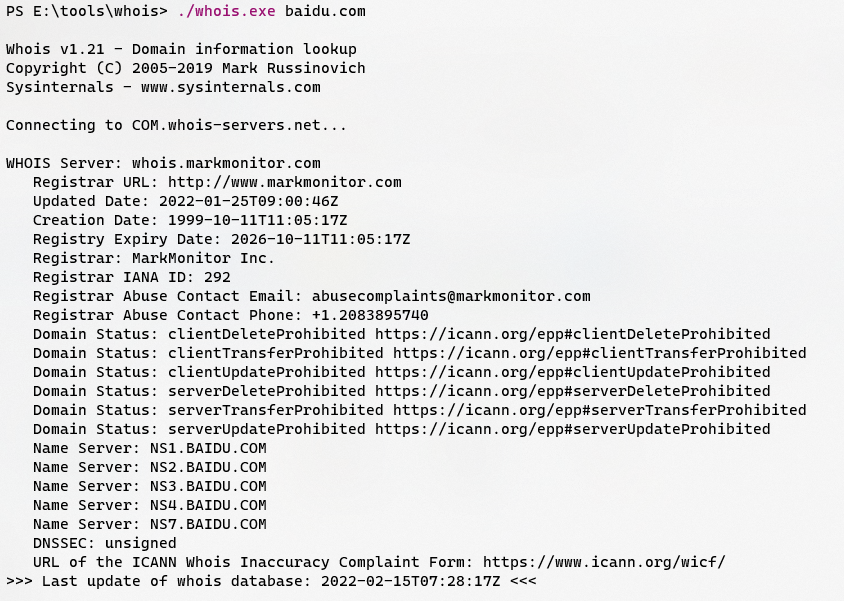 PS E:\tools\whois> ./whois.exe baidu.com
Whois v1.21 - Domain information lookup
Copyright (C) 2005-2019 Mark Russinovich
Sysinternals - www.sysinternals.com
Connecting to COM.whois-servers.net...
WHOIS Server: whois.markmonitor.com
Registrar URL: http://www.markmonitor.com
Updated Date: 2022-01-25T09:00:46Z
Creation Date: 1999-10-11T11:05:17Z
Registry Expiry Date: 2026-10-11T11:05:17Z
Registrar: MarkMonitor Inc.
Registrar IANA ID: 292
Registrar Abuse Contact Email: abusecomplaints@markmonitor.com
Registrar Abuse Contact Phone: +1.2083895740
Domain Status: clientDeleteProhibited https://icann.org/epp#clientDeleteProhibited
Domain Status: clientTransferProhibited https://icann.org/epp#clientTransferProhibited
Domain Status: clientUpdateProhibited https://icann.org/epp#clientUpdateProhibited
Domain Status: serverDeleteProhibited https://icann.org/epp#serverDeleteProhibited
Domain Status: serverTransferProhibited https://icann.org/epp#serverTransferProhibited
Domain Status: serverUpdateProhibited https://icann.org/epp#serverUpdateProhibited
Name Server: NS1.BAIDU.COM
Name Server: NS2.BAIDU.COM
Name Server: NS3.BAIDU.COM
Name Server: NS4.BAIDU.COM
Name Server: NS7.BAIDU.COM
DNSSEC: unsigned
URL of the ICANN Whois Inaccuracy Complaint Form: https://www.icann.org/wicf/
>>> Last update of whois database: 2022-02-15T07:28:17Z <<<